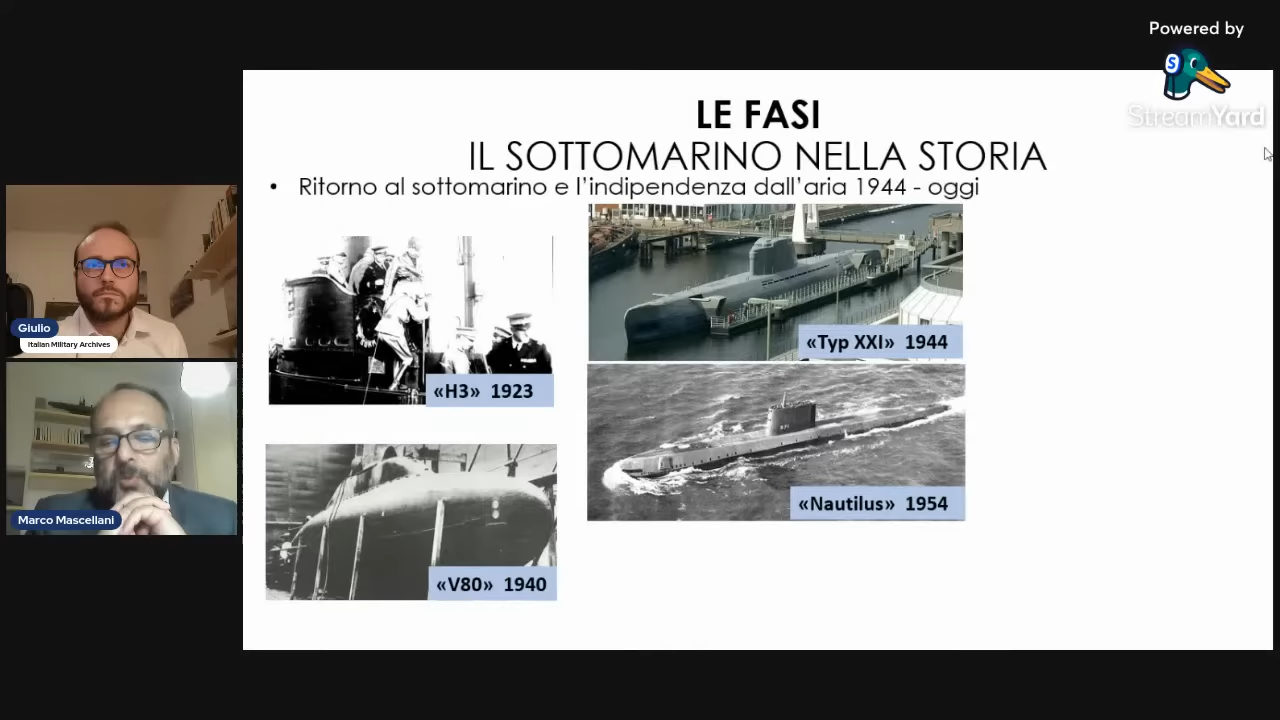 Powered by
StreamYard
LE FASI
IL SOTTOMARINO NELLA STORIA
• Ritorno al sottomarino e l’indipendenza dall’aria 1944 - oggi
«H3» 1923
«Typ XXI» 1944
«V80» 1940
«Nautilus» 1954
571
Giulio
Italian Military Archives
Marco Mascellani